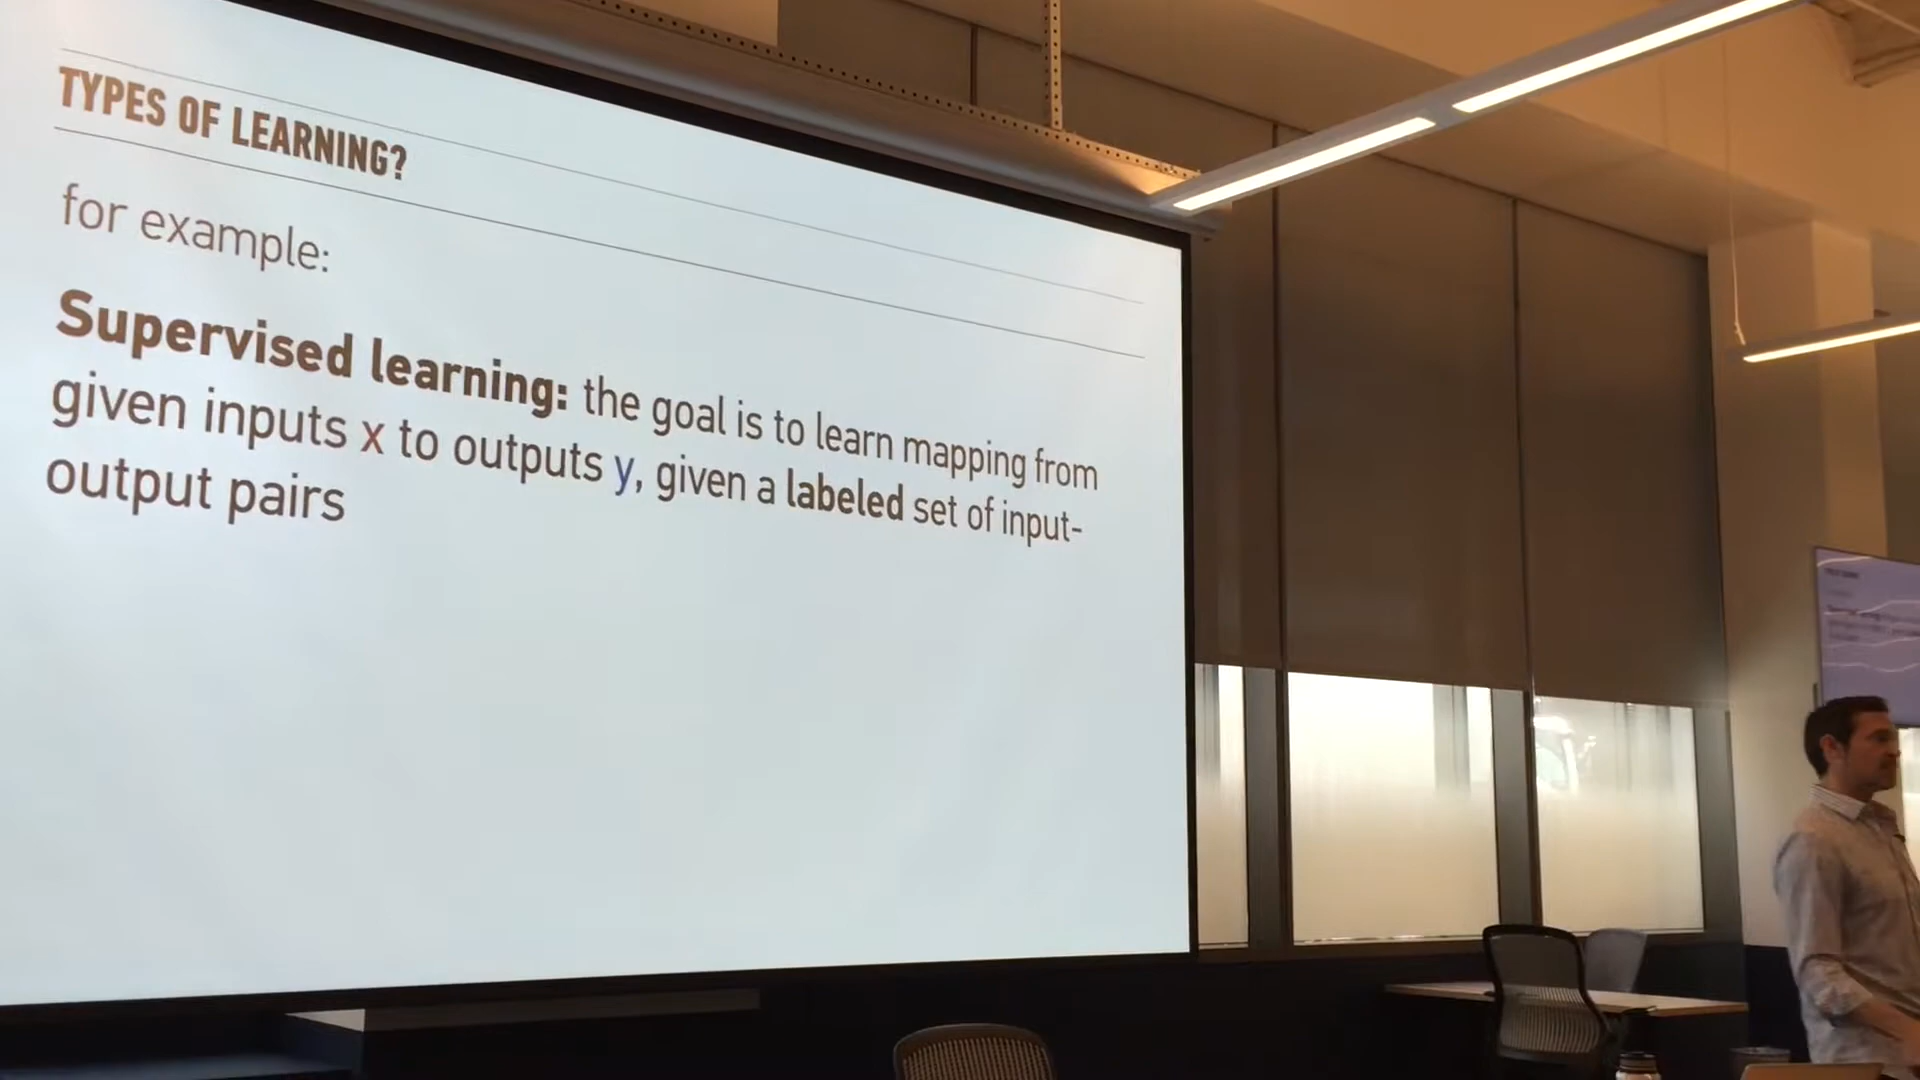 TYPES OF LEARNING?
for example:
Supervised learning: the goal is to learn mapping from
given inputs x to outputs y, given a labeled set of input-
output pairs